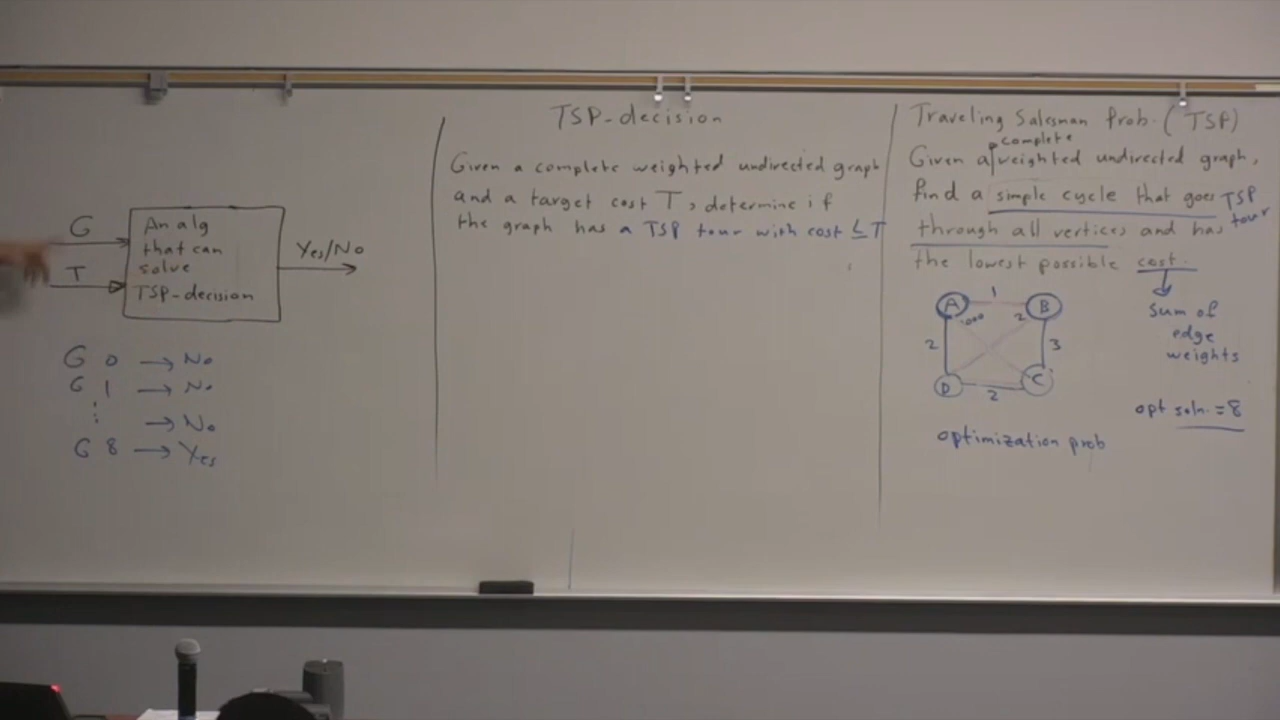 G
T
An alg
that can
solve
TSP-decision
Yes/No
G 0 → No
G 1 → No
⋮ → No
G 8 → Yes
TSP-decision
Given a complete weighted undirected graph
and a target cost T, determine if
the graph has a TSP tour with cost ≤ T
Traveling Salesman Prob. (TSP)
complete
Given a weighted undirected graph,
find a simple cycle that goes TSP
through all vertices and has tour
the lowest possible cost.
A 1 B
1000 2
2 3
D 2 C
sum of
edge
weights
opt soln. = 8
optimization prob